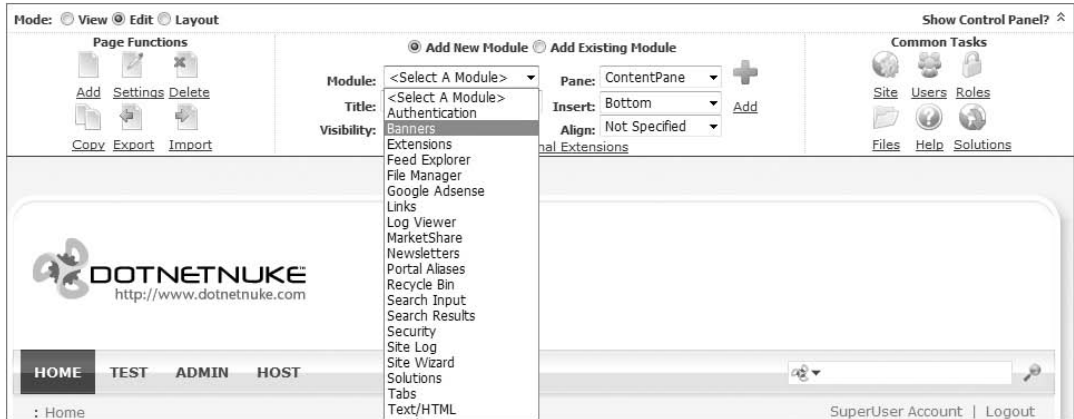 Mode: View Edit Layout
Show Control Panel?
Page Functions
Add Settings Delete
Copy Export Import
Add New Module Add Existing Module
Module: <Select A Module>
Title:
Visibility:
<Select A Module>
Authentication
Banners
Extensions
Feed Explorer
File Manager
Google Adsense
Links
Log Viewer
MarketShare
Newsletters
Portal Aliases
Recycle Bin
Search Input
Search Results
Security
Site Log
Site Wizard
Solutions
Tabs
Text/HTML
Pane: ContentPane
Insert: Bottom
Align: Not Specified
Add
nal Extensions
Common Tasks
Site Users Roles
Files Help Solutions
DOTNETNUKE
http://www.dotnetnuke.com
HOME TEST ADMIN HOST
: Home
SuperUser Account | Logout